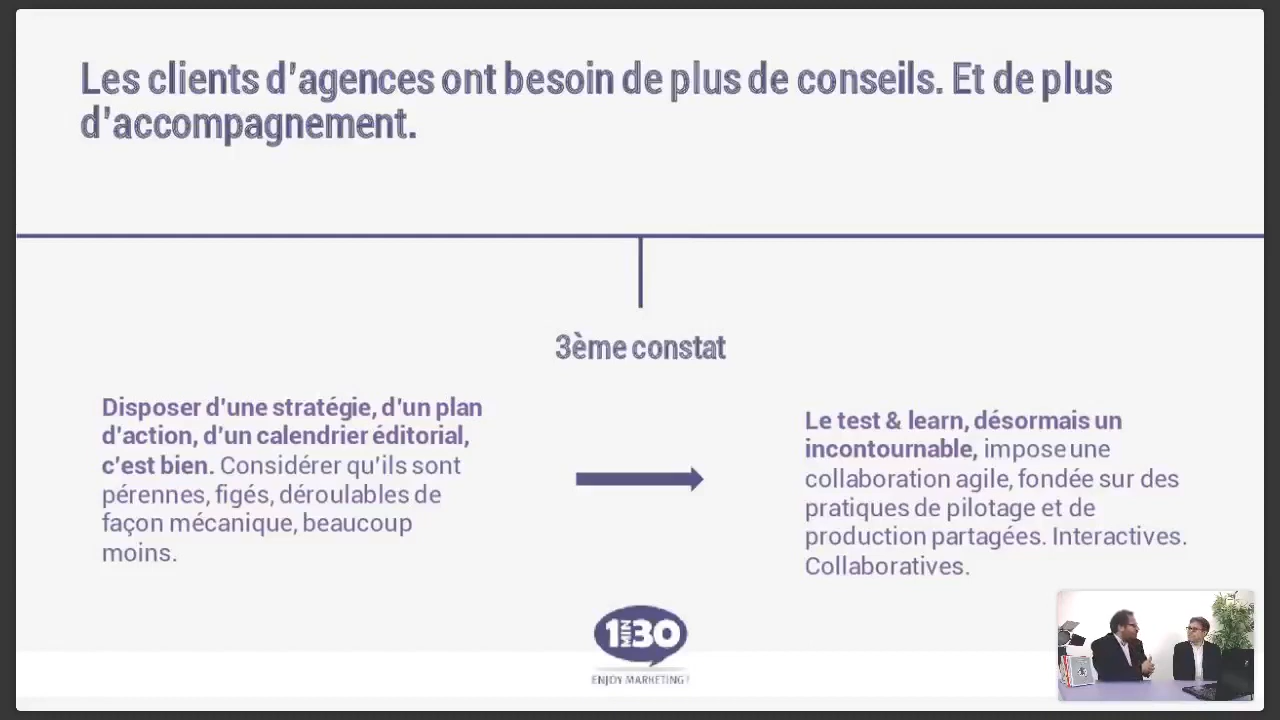 Les clients d'agences ont besoin de plus de conseils. Et de plus
d'accompagnement.
3ème constat
Disposer d'une stratégie, d'un plan
d'action, d'un calendrier éditorial,
c'est bien. Considérer qu'ils sont
pérennes, figés, déroulables de
façon mécanique, beaucoup
moins.
Le test & learn, désormais un
incontournable, impose une
collaboration agile, fondée sur des
pratiques de pilotage et de
production partagées. Interactives.
Collaboratives.
1MIN30
ENJOY MARKETING !